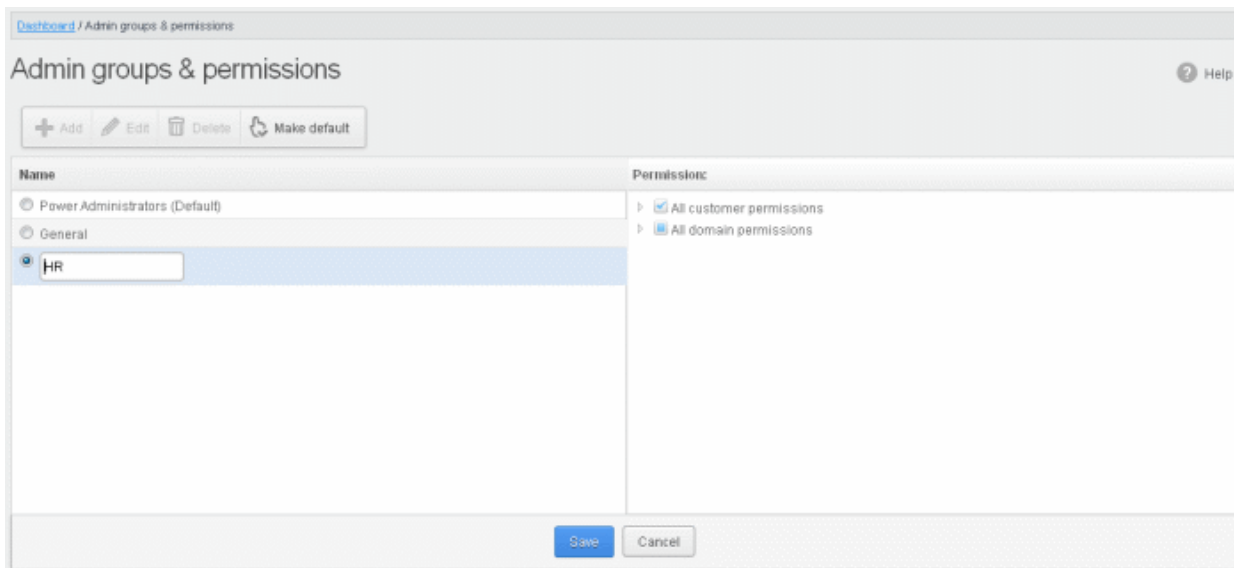 Dashboard / Admin groups & permissions
Admin groups & permissions
Help
Add Edit Delete Make default
Name Permission:
Power Administrators (Default) All customer permissions
General All domain permissions
HR
Save Cancel